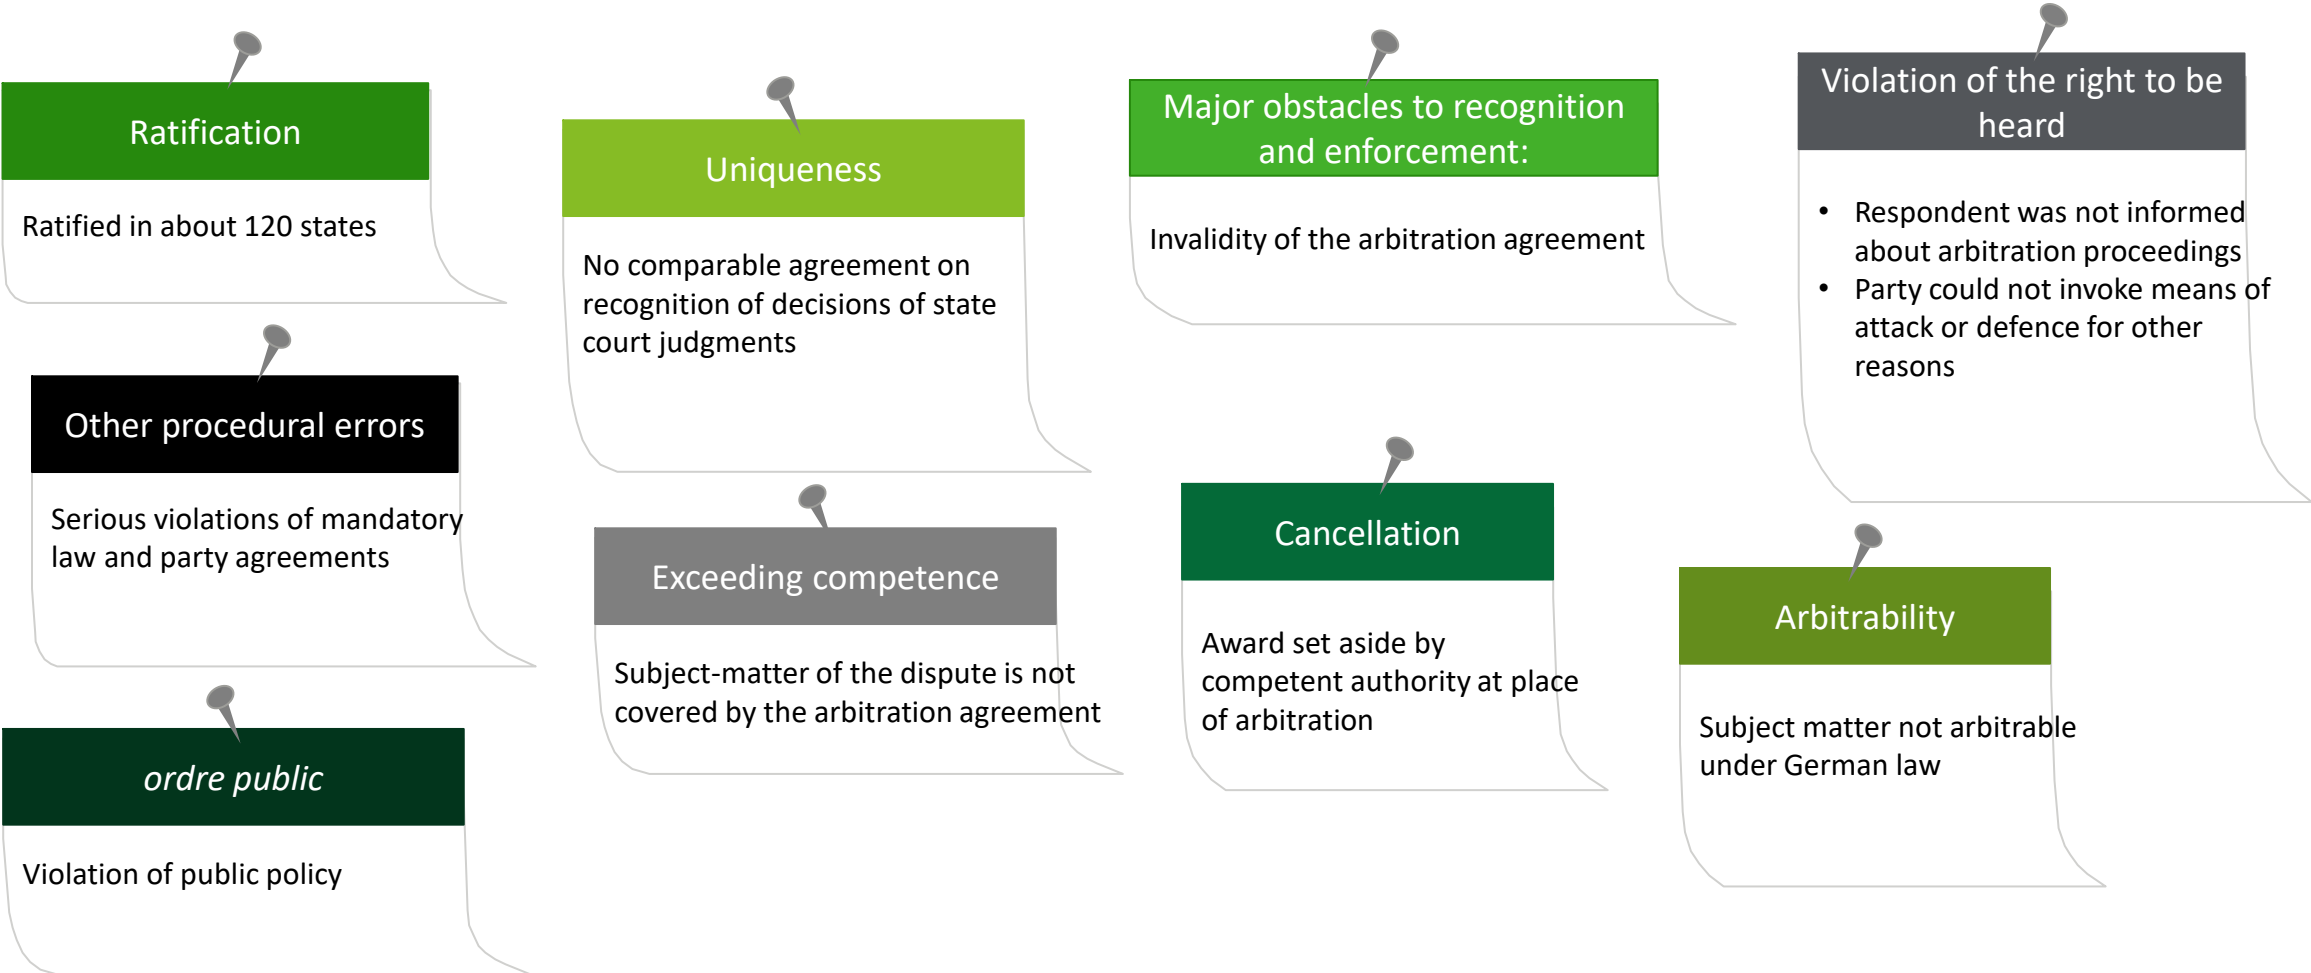 Ratification
Ratified in about 120 states
Uniqueness
No comparable agreement on
recognition of decisions of state
court judgments
Major obstacles to recognition
and enforcement:
Invalidity of the arbitration agreement
Violation of the right to be
heard
• Respondent was not informed
about arbitration proceedings
• Party could not invoke means of
attack or defence for other
reasons
Other procedural errors
Serious violations of mandatory
law and party agreements
Exceeding competence
Subject-matter of the dispute is not
covered by the arbitration agreement
Cancellation
Award set aside by
competent authority at place
of arbitration
Arbitrability
Subject matter not arbitrable
under German law
ordre public
Violation of public policy